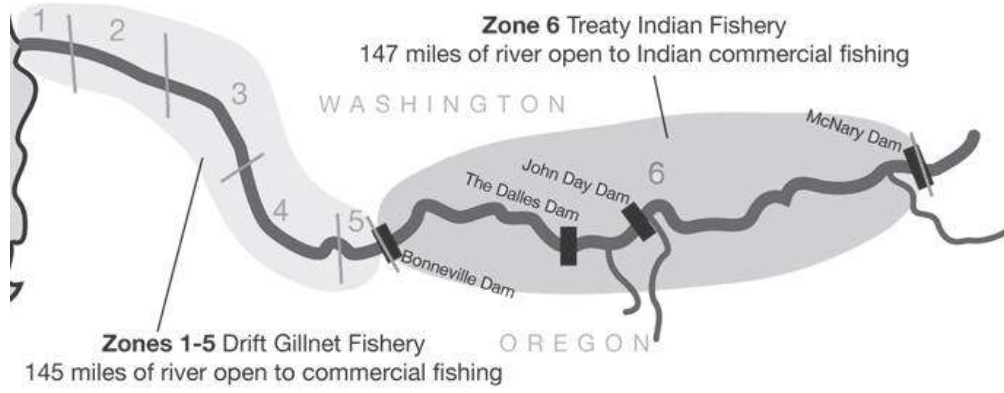 1
2
Zone 6 Treaty Indian Fishery
147 miles of river open to Indian commercial fishing
3
WASHINGTON
McNary Dam
John Day Dam
6
The Dalles Dam
4
5
Bonneville Dam
OREGON
Zones 1-5 Drift Gillnet Fishery
145 miles of river open to commercial fishing